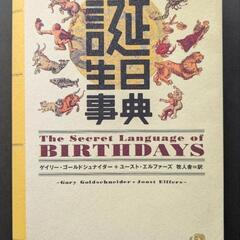 誕生日事典
The Secret Language of
BIRTHDAYS
ゲイリー・ゴールドシュナイダー + ユースト・エルファーズ 牧人舎=訳
~Gary Goldschneider + Joost Elffers~